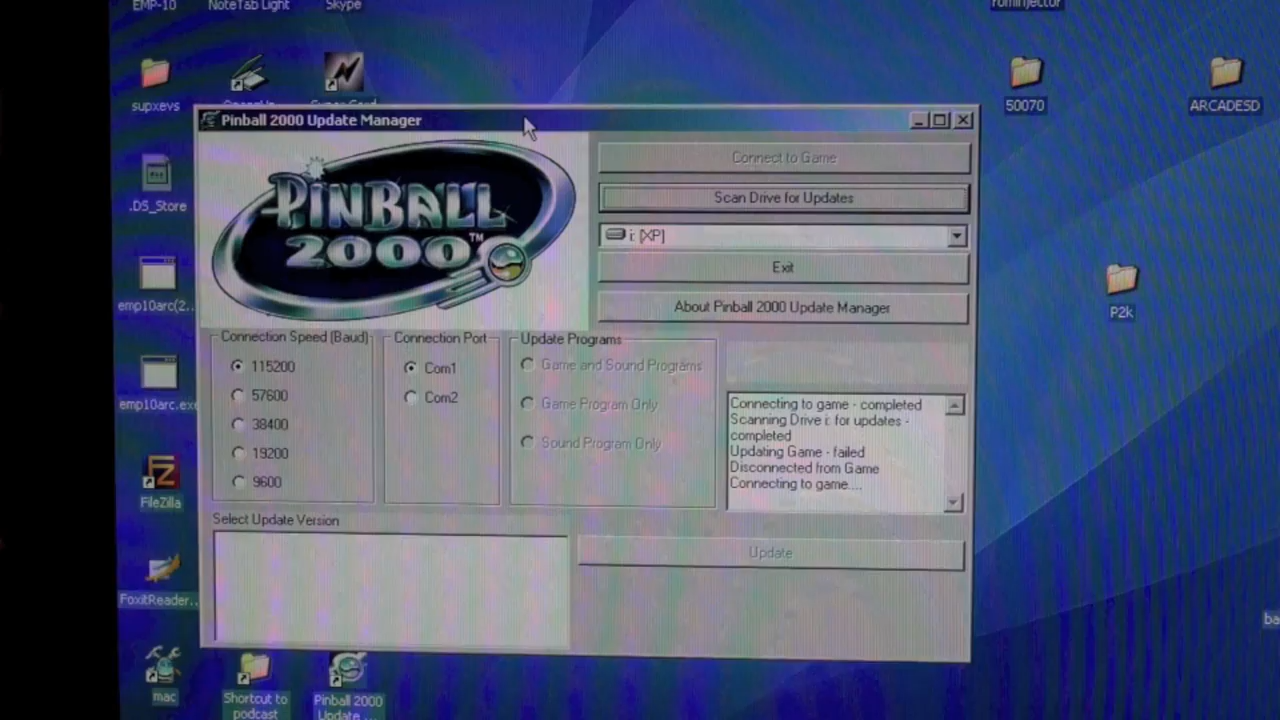 EMP-10
NoteTab Light
Skype
rominjector
supxevs
50070
ARCADESD
Pinball 2000 Update Manager
PINBALL
2000™
Connect to Game
Scan Drive for Updates
i: [XP]
Exit
About Pinball 2000 Update Manager
.DS_Store
emp10arc(2...
P2k
Connection Speed (Baud)
115200
57600
38400
19200
9600
Connection Port
Com1
Com2
Update Programs
Game and Sound Programs
Game Program Only
Sound Program Only
Connecting to game - completed
Scanning Drive i: for updates -
completed
Updating Game - failed
Disconnected from Game
Connecting to game....
emp10arc.exe
FileZilla
Select Update Version
Update
FoxitReader...
mac
Shortcut to
podcast
Pinball 2000
Update ...
ba